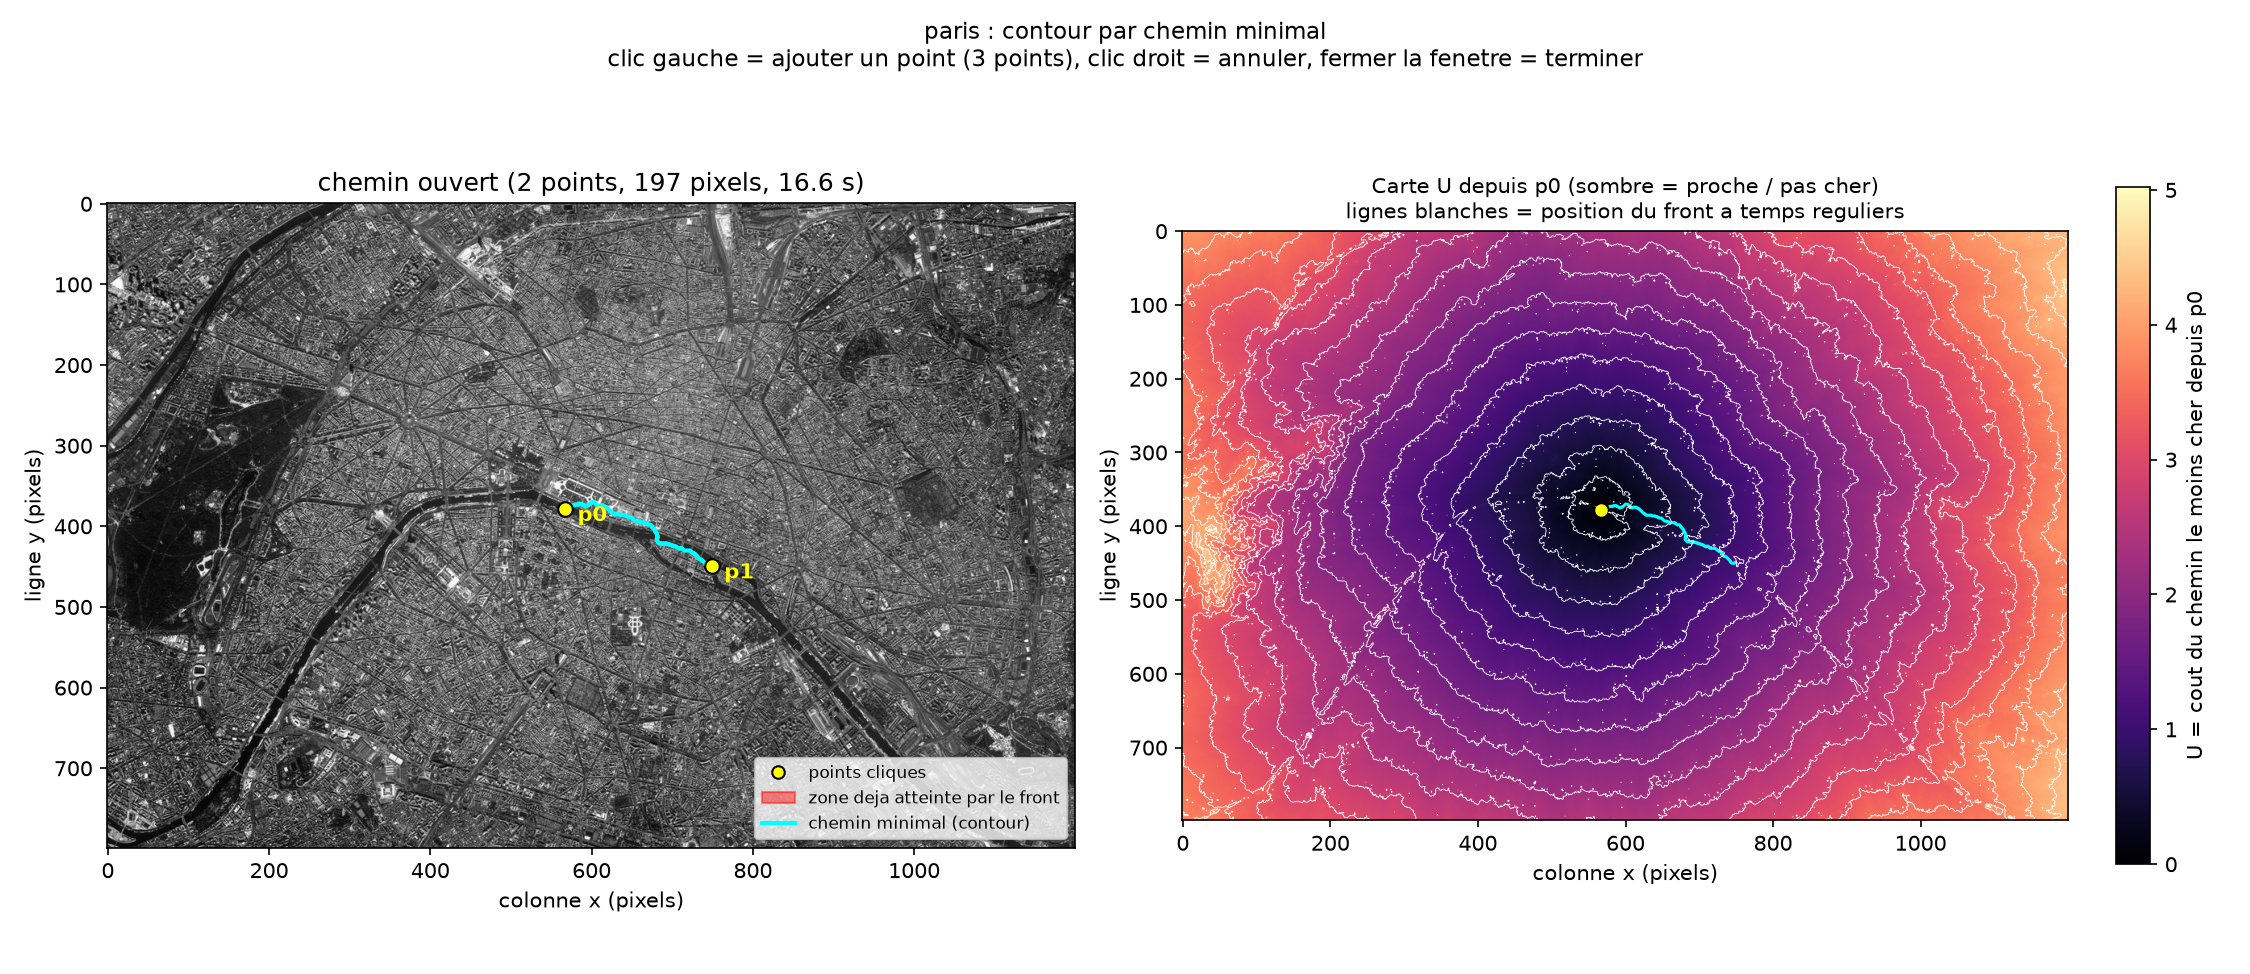 paris : contour par chemin minimal
clic gauche = ajouter un point (3 points), clic droit = annuler, fermer la fenetre = terminer
chemin ouvert (2 points, 197 pixels, 16.6 s)
0
100
200
300
400
500
600
700
ligne y (pixels)
p0
p1
points cliques
zone deja atteinte par le front
chemin minimal (contour)
0
200
400
600
800
1000
colonne x (pixels)
Carte U depuis p0 (sombre = proche / pas cher)
lignes blanches = position du front a temps reguliers
0
100
200
300
400
500
600
700
ligne y (pixels)
0
200
400
600
800
1000
colonne x (pixels)
5
4
3
2
1
0
U = cout du chemin le moins cher depuis p0